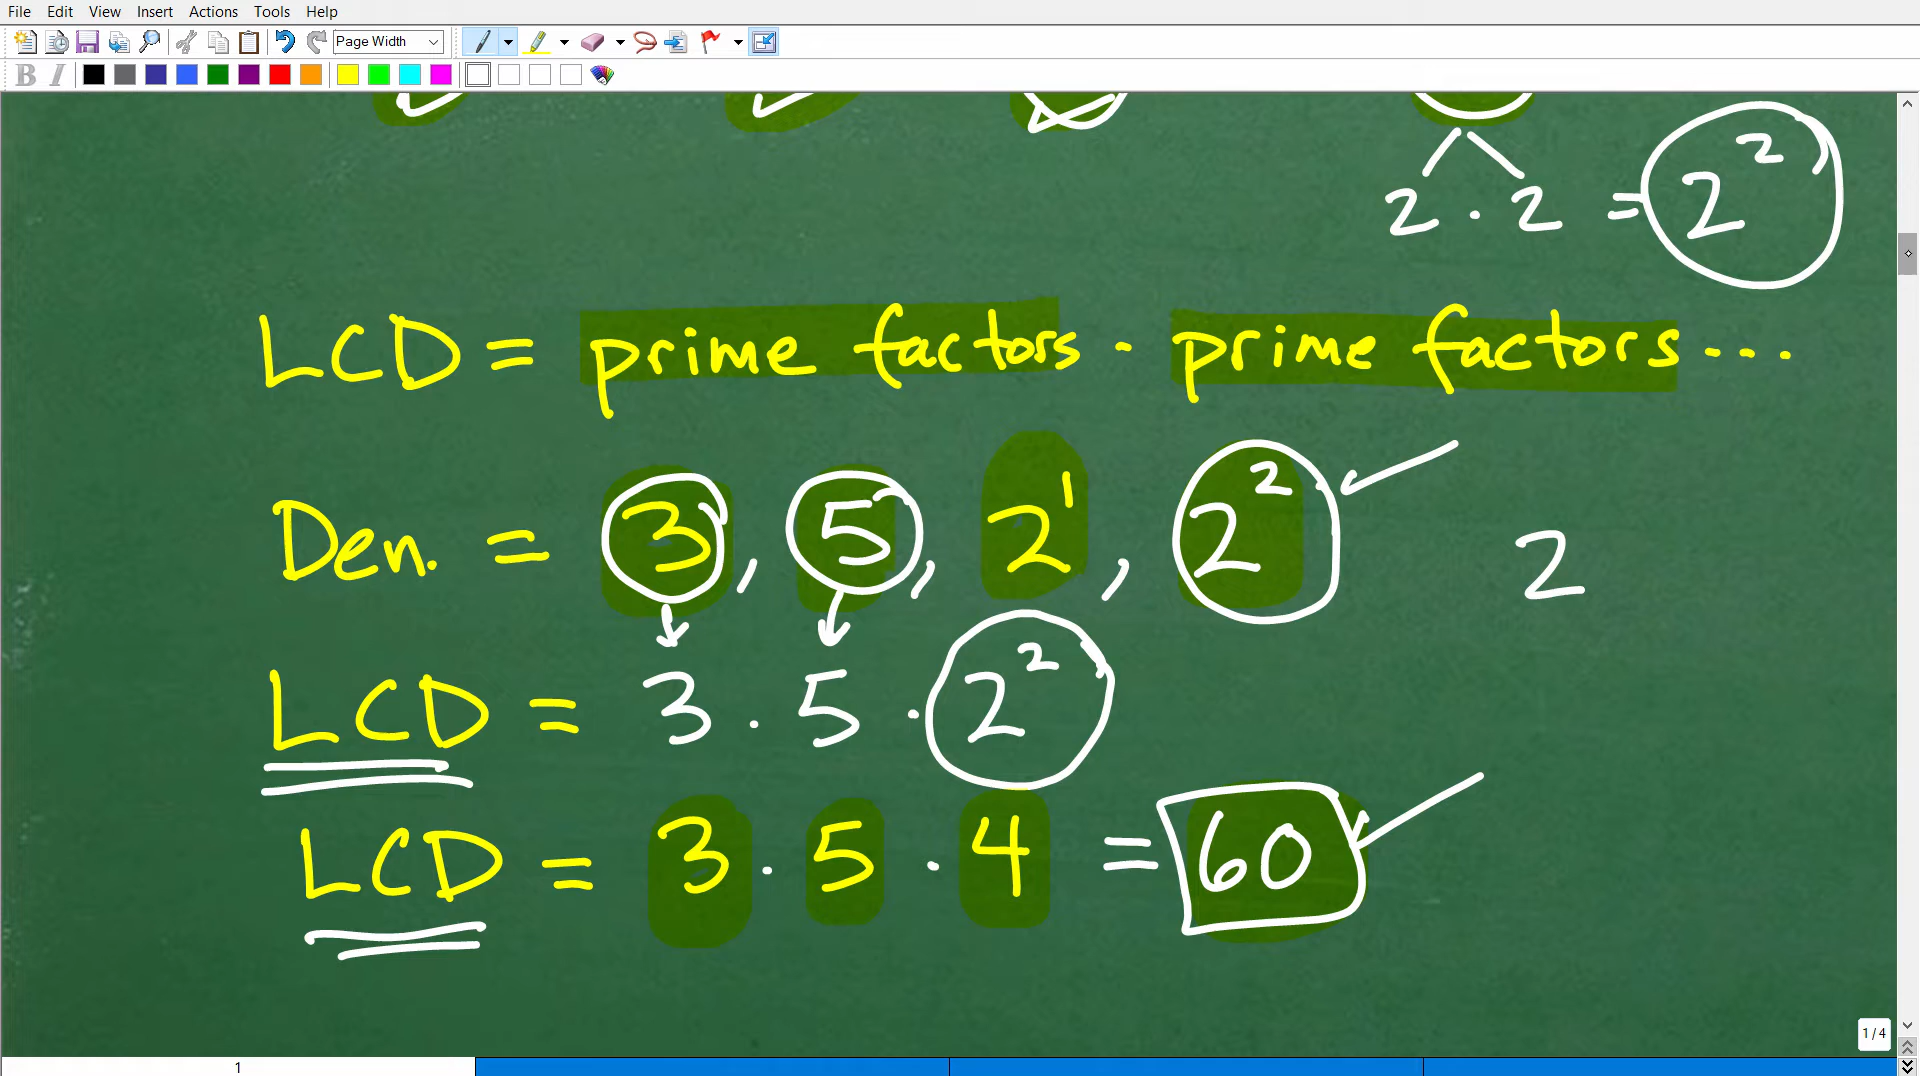 File Edit View Insert Actions Tools Help
Page Width
B I
2 · 2 = 2²
LCD = prime factors · prime factors ...
Den. = 3, 5, 2¹, 2²
2
LCD = 3 · 5 · 2²
LCD = 3 · 5 · 4 = 60
1 / 4
1